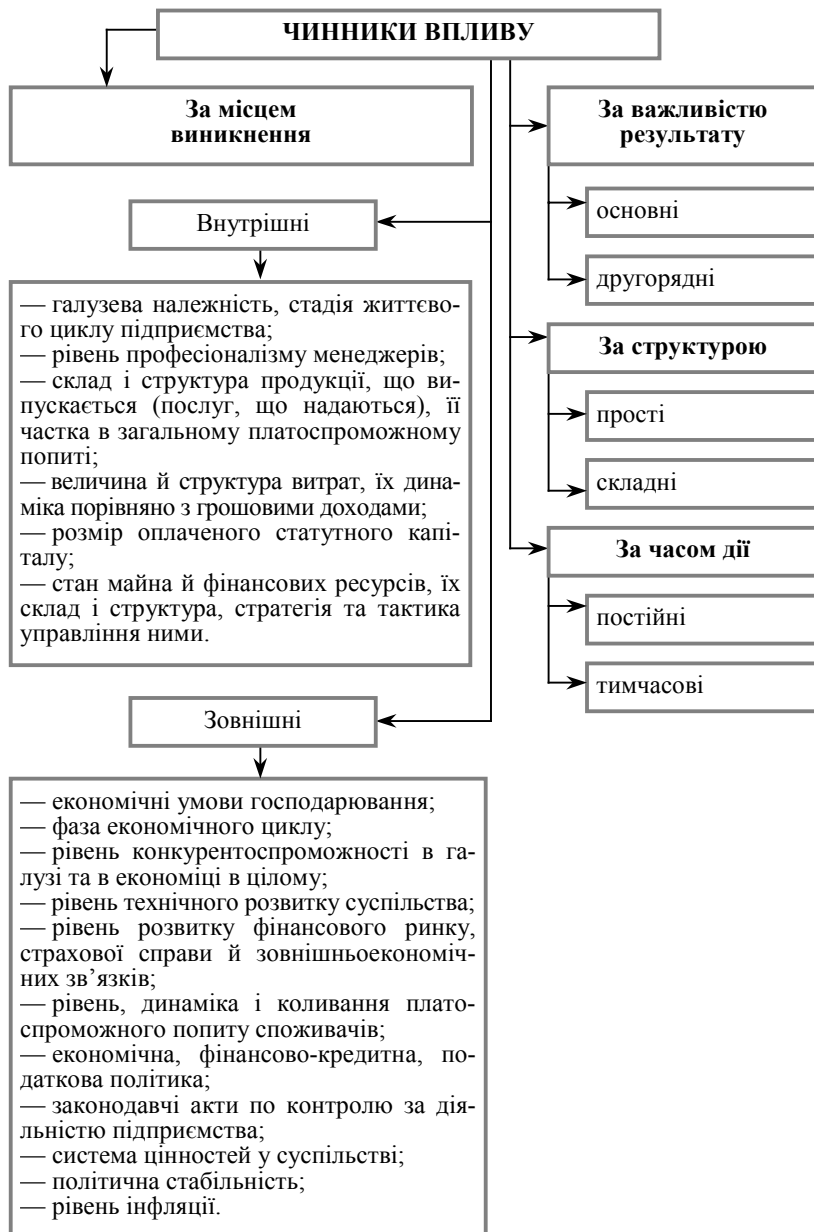 ЧИННИКИ ВПЛИВУ
За місцем
виникнення
Внутрішні
— галузева належність, стадія життєво-
го циклу підприємства;
— рівень професіоналізму менеджерів;
— склад і структура продукції, що ви-
пускається (послуг, що надаються), її
частка в загальному платоспроможному
попиті;
— величина й структура витрат, їх дина-
міка порівняно з грошовими доходами;
— розмір оплаченого статутного капі-
талу;
— стан майна й фінансових ресурсів, їх
склад і структура, стратегія та тактика
управління ними.
Зовнішні
— економічні умови господарювання;
— фаза економічного циклу;
— рівень конкурентоспроможності в га-
лузі та в економіці в цілому;
— рівень технічного розвитку суспільства;
— рівень розвитку фінансового ринку,
страхової справи й зовнішньоекономіч-
них зв’язків;
— рівень, динаміка і коливання плато-
спроможного попиту споживачів;
— економічна, фінансово-кредитна, по-
даткова політика;
— законодавчі акти по контролю за дія-
льністю підприємства;
— система цінностей у суспільстві;
— політична стабільність;
— рівень інфляції.
За важливістю
результату
основні
другорядні
За структурою
прості
складні
За часом дії
постійні
тимчасові